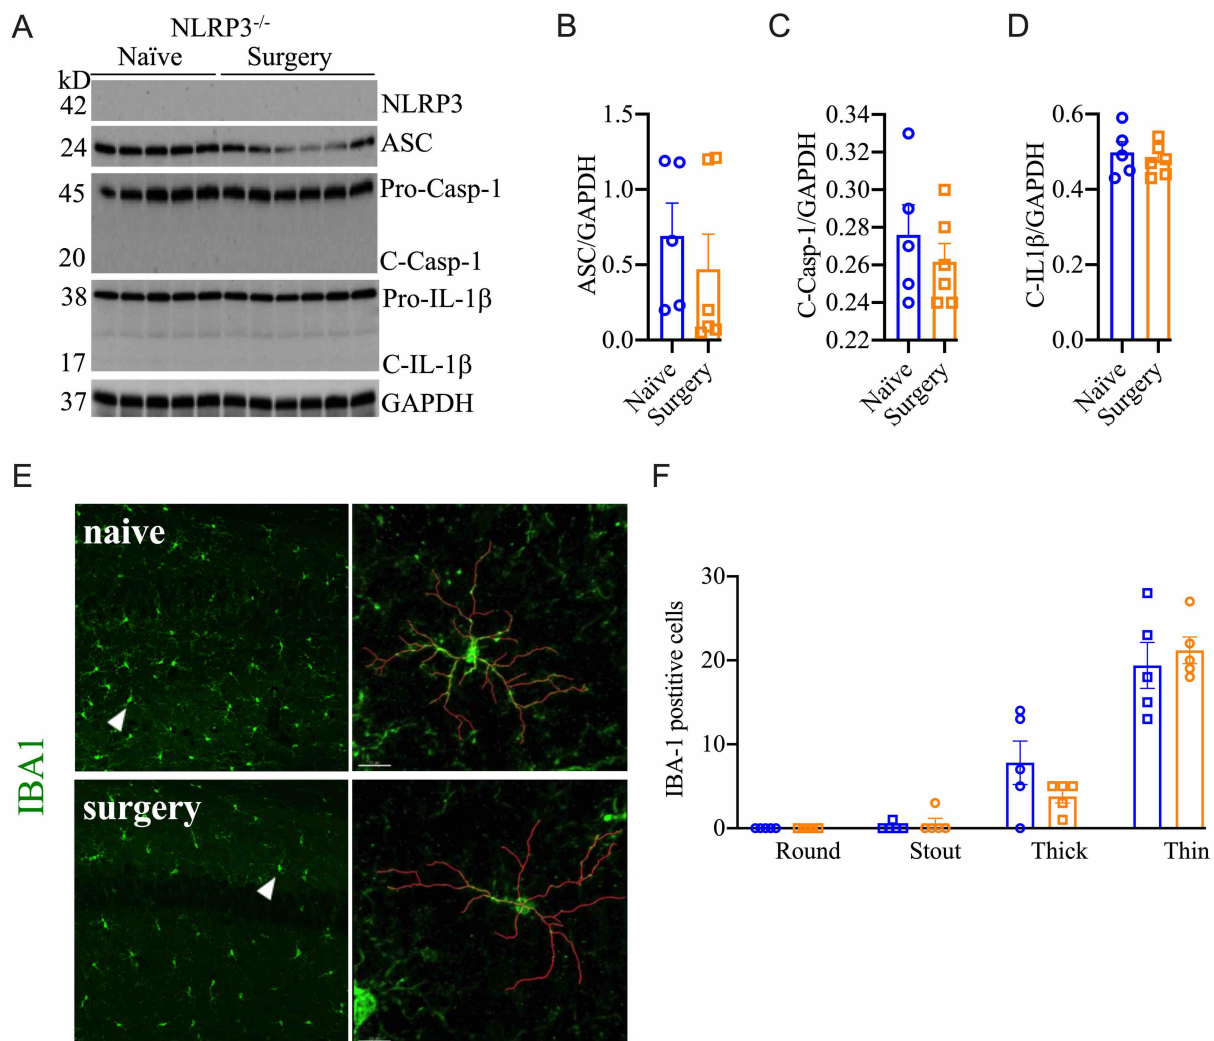 A
NLRP3-/-
Naïve Surgery
kD
42 NLRP3
24 ASC
45 Pro-Casp-1
20 C-Casp-1
38 Pro-IL-1β
17 C-IL-1β
37 GAPDH
B
ASC/GAPDH
1.5
1.0
0.5
0.0
Naïve
Surgery
C
C-Casp-1/GAPDH
0.34
0.32
0.30
0.28
0.26
0.24
0.22
Naïve
Surgery
D
C-IL1β/GAPDH
0.6
0.4
0.2
0.0
Naïve
Surgery
E
IBA1
naive
surgery
F
IBA-1 postitive cells
30
20
10
0
Round Stout Thick Thin